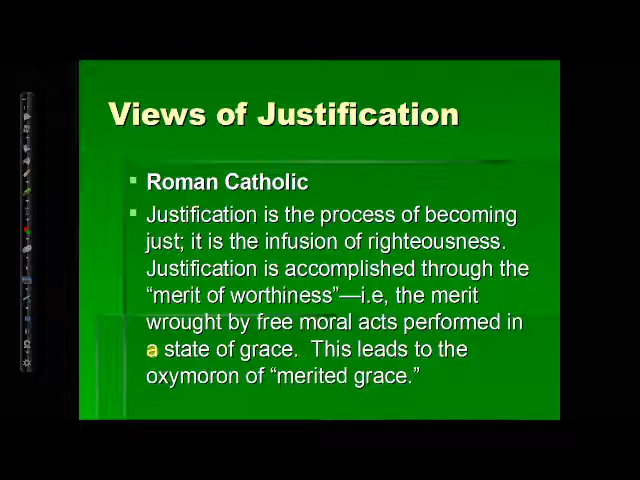 Views of Justification
Roman Catholic
Justification is the process of becoming
just; it is the infusion of righteousness.
Justification is accomplished through the
“merit of worthiness”—i.e, the merit
wrought by free moral acts performed in
a state of grace.  This leads to the
oxymoron of “merited grace.”